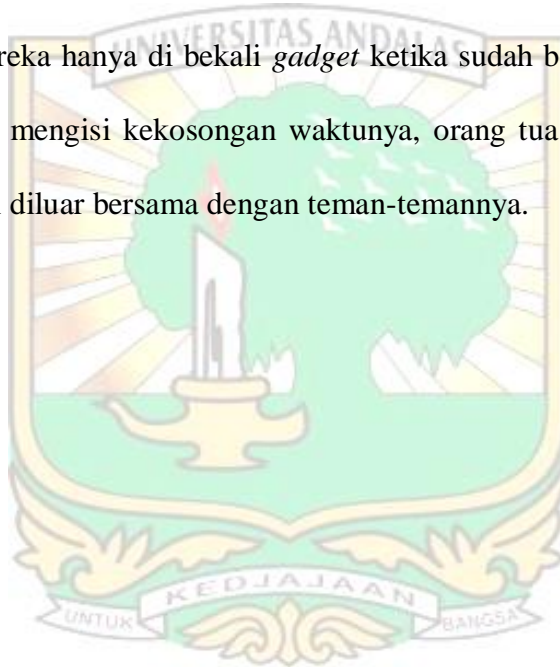 UNIVERSITAS ANDALAS
reka hanya di bekali gadget ketika sudah b
mengisi kekosongan waktunya, orang tua
diluar bersama dengan teman-temannya.
KEDJAJAAN
UNTUK BANGSA